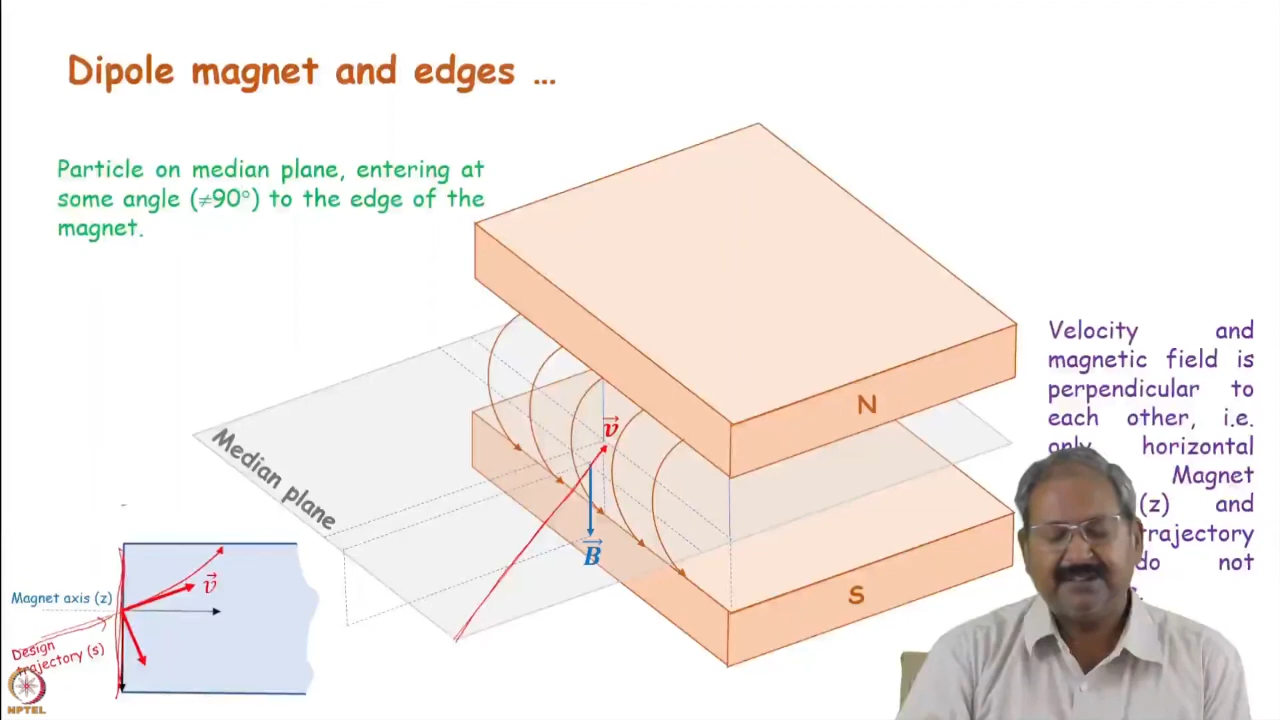 Dipole magnet and edges ...
Particle on median plane, entering at
some angle (≠90°) to the edge of the
magnet.
Velocity and
magnetic field is
perpendicular to
each other, i.e.
only horizontal
Magnet
(z) and
trajectory
do not
N
S
Median plane
v
B
Magnet axis (z)
v
Design
trajectory (s)
NPTEL